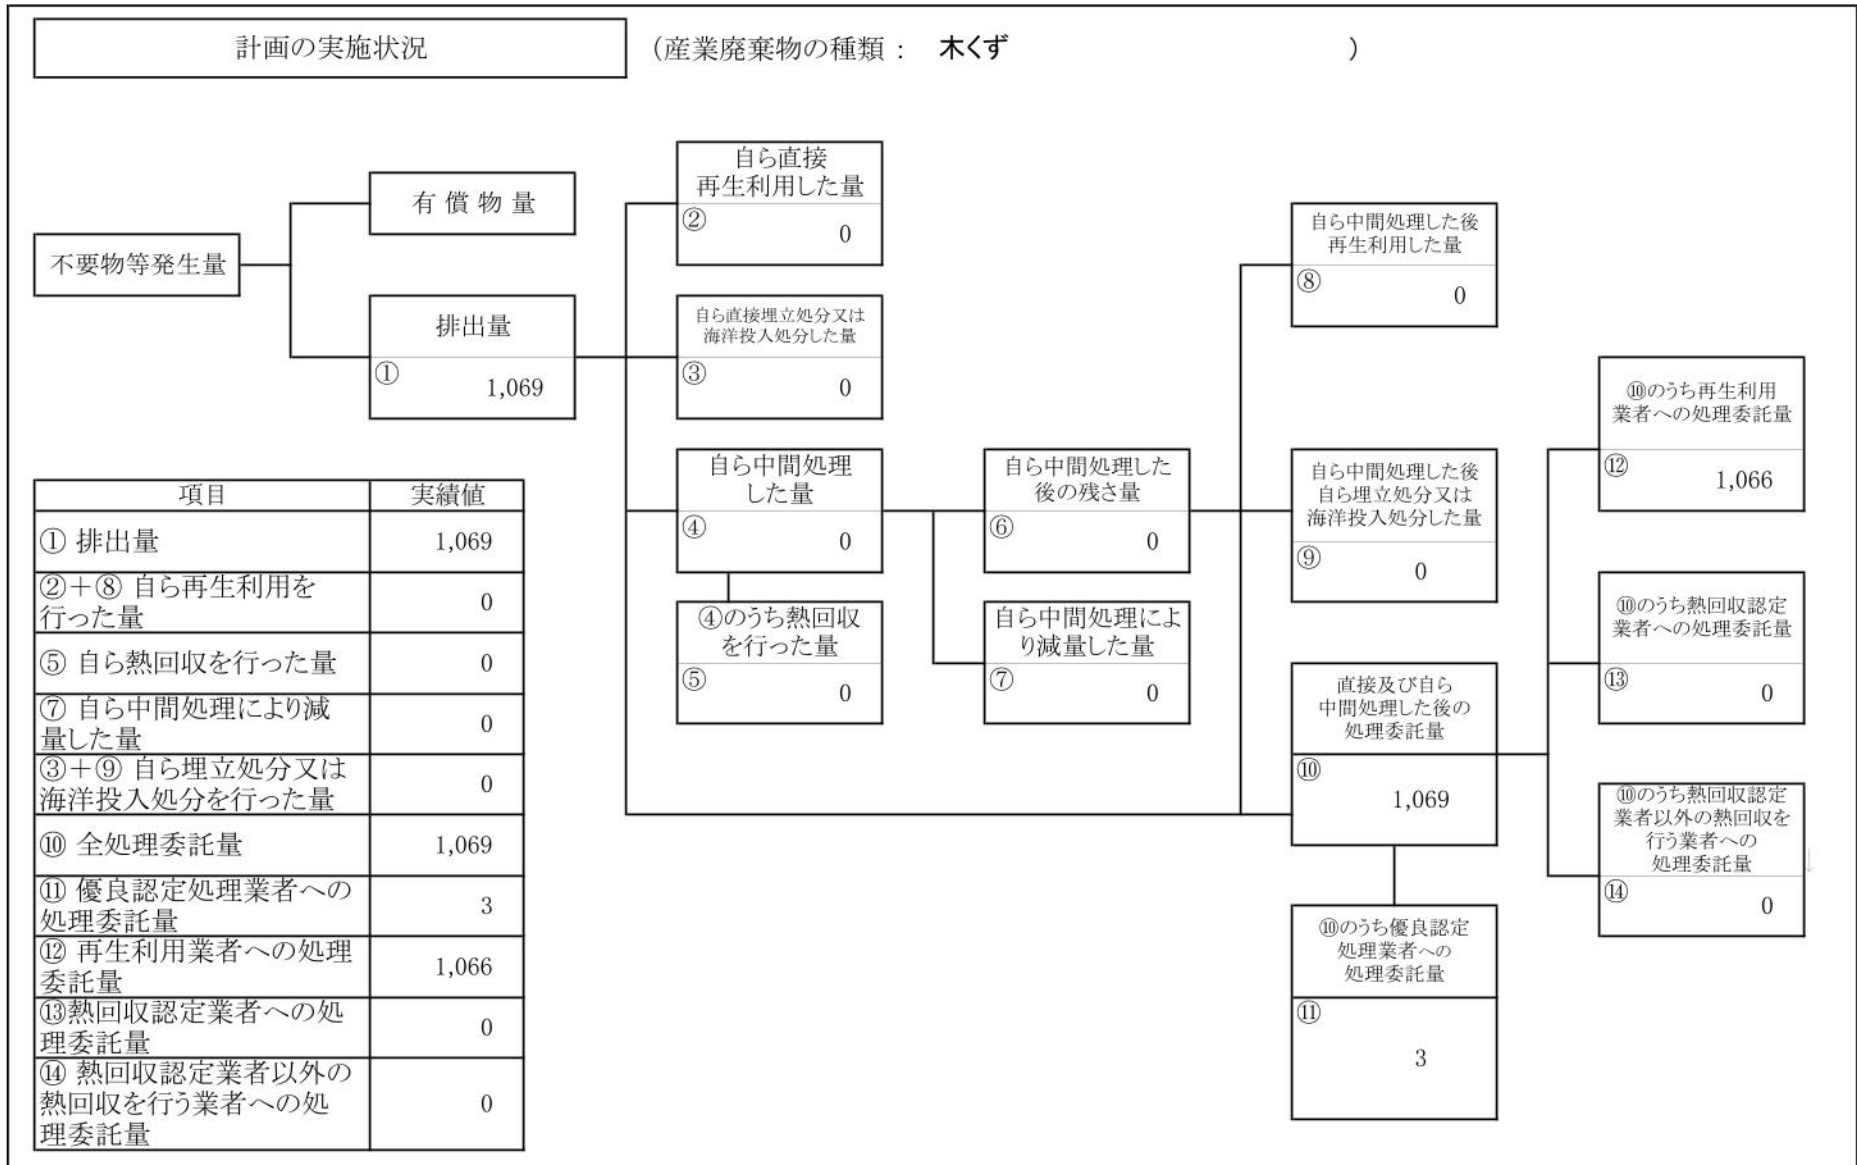 計画の実施状況
（産業廃棄物の種類： 木くず ）
不要物等発生量
有償物量
排出量
① 1,069
自ら直接
再生利用した量
② 0
自ら直接埋立処分又は
海洋投入処分した量
③ 0
自ら中間処理
した量
④ 0
④のうち熱回収
を行った量
⑤ 0
自ら中間処理した
後の残さ量
⑥ 0
自ら中間処理によ
り減量した量
⑦ 0
自ら中間処理した後
再生利用した量
⑧ 0
自ら中間処理した後
自ら埋立処分又は
海洋投入処分した量
⑨ 0
直接及び自ら
中間処理した後の
処理委託量
⑩ 1,069
⑩のうち優良認定
処理業者への
処理委託量
⑪ 3
⑩のうち再生利用
業者への処理委託量
⑫ 1,066
⑩のうち熱回収認定
業者への処理委託量
⑬ 0
⑩のうち熱回収認定
業者以外の熱回収を
行う業者への
処理委託量
⑭ 0
↓
項目 実績値
① 排出量 1,069
②＋⑧ 自ら再生利用を
行った量 0
⑤ 自ら熱回収を行った量 0
⑦ 自ら中間処理により減
量した量 0
③＋⑨ 自ら埋立処分又は
海洋投入処分を行った量 0
⑩ 全処理委託量 1,069
⑪ 優良認定処理業者への
処理委託量 3
⑫ 再生利用業者への処理
委託量 1,066
⑬熱回収認定業者への処
理委託量 0
⑭ 熱回収認定業者以外の
熱回収を行う業者への処
理委託量 0